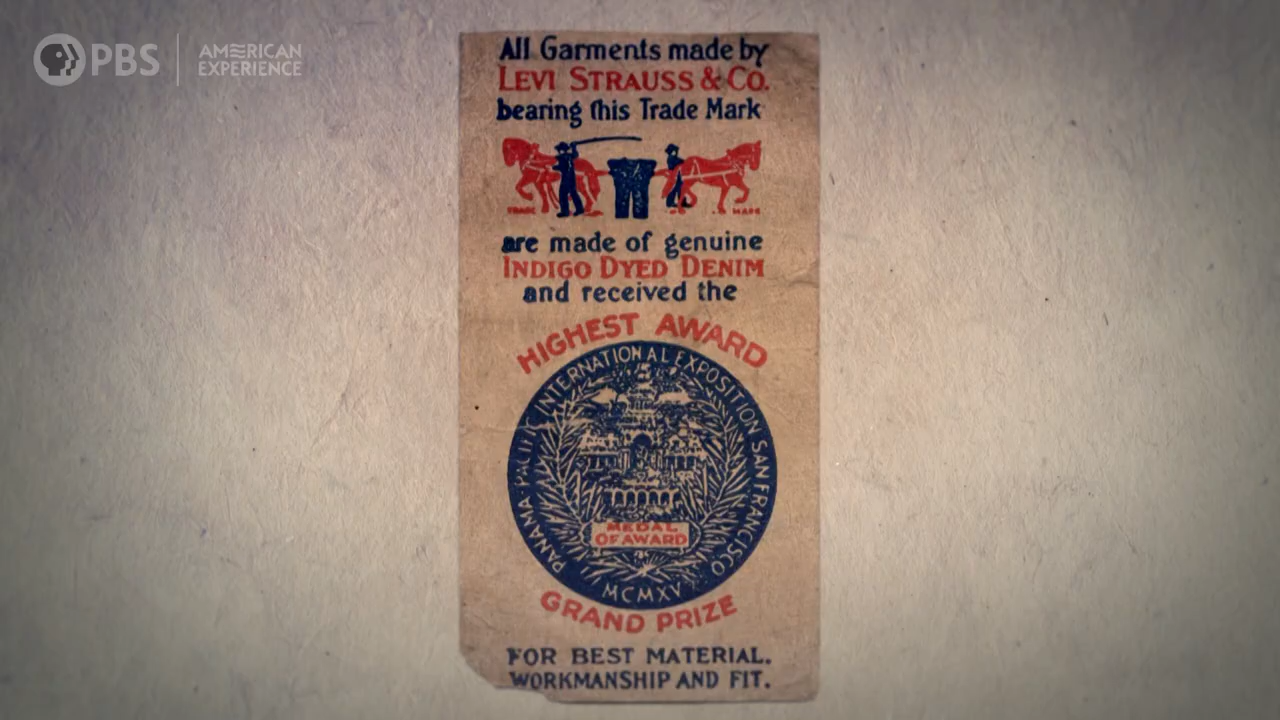 PBS
AMERICAN
EXPERIENCE
All Garments made by
LEVI STRAUSS & CO.
bearing this Trade Mark
TRADE MARK
are made of genuine
INDIGO DYED DENIM
and received the
HIGHEST AWARD
PANAMA·PACIFIC INTERNATIONAL EXPOSITION SAN FRANCISCO
MEDAL
OF AWARD
MCMXV
GRAND PRIZE
FOR BEST MATERIAL.
WORKMANSHIP AND FIT.